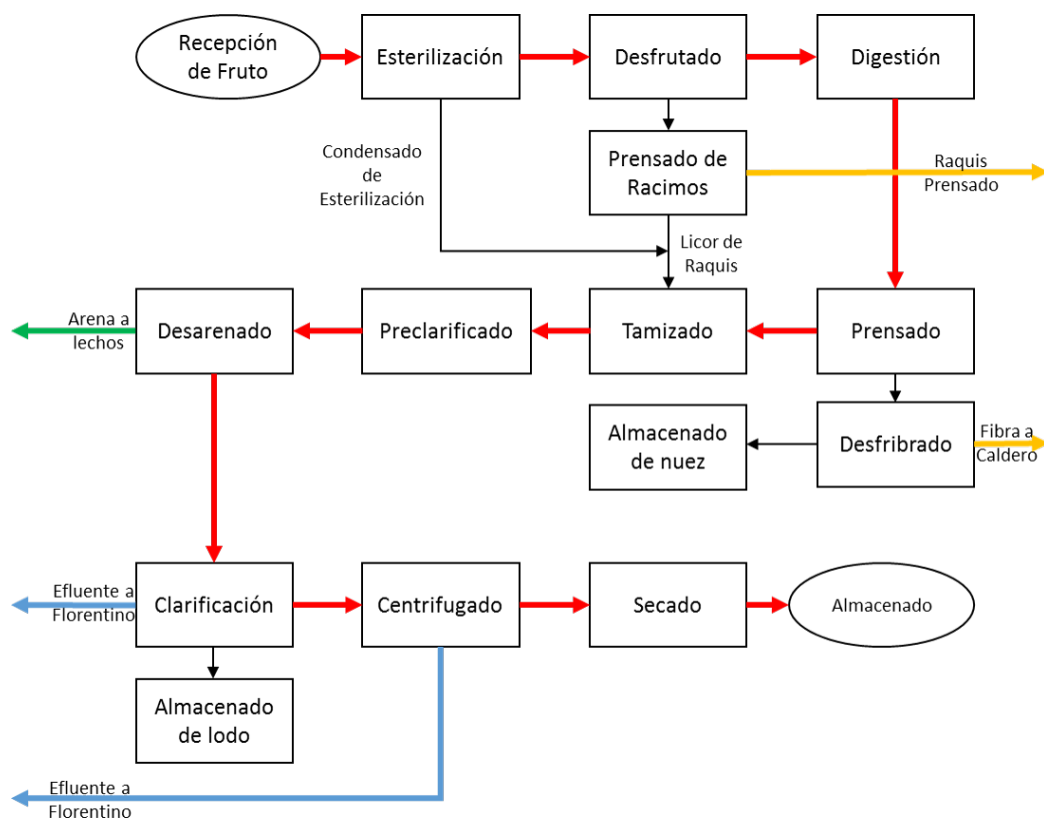 Recepción
de Fruto
Esterilización
Desfrutado
Digestión
Condensado
de
Esterilización
Prensado de
Racimos
Raquis
Prensado
Licor de
Raquis
Arena a
lechos
Desarenado
Preclarificado
Tamizado
Prensado
Almacenado
de nuez
Desfribrado
Fibra a
Caldero
Efluente a
Florentino
Clarificación
Centrifugado
Secado
Almacenado
Almacenado
de lodo
Efluente a
Florentino